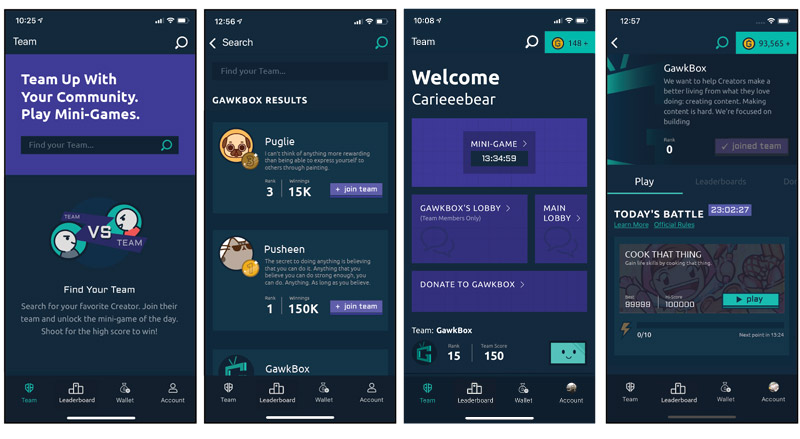 10:25
Team
Team Up With
Your Community.
Play Mini-Games.
Find your Team...
TEAM
VS
TEAM
Find Your Team
Search for your favorite Creator. Join their
team and unlock the mini-game of the day.
Shoot for the high score to win!
Team Leaderboard Wallet Account
12:56
Search
Find your Team...
GAWKBOX RESULTS
Puglie
I can't think of anything more rewarding
than being able to express yourself to
others through painting.
Rank Winnings
3 15K + join team
Pusheen
The secret to doing anything is believing
that you can do it. Anything that you
believe you can do strong enough, you
can do. Anything. As long as you believe.
Rank Winnings
1 150K + join team
GawkBox
Team Leaderboard Wallet Account
10:08
Team
G 148 +
Welcome
Carieeebear
MINI-GAME >
13:34:59
GAWKBOX'S LOBBY >
(Team Members Only)
MAIN
LOBBY >
DONATE TO GAWKBOX >
Team: GawkBox
Rank Team Score
15 150
Team Leaderboard Wallet Account
12:57
G 93,565 +
GawkBox
We want to help Creators make a
better living from what they love
doing: creating content. Making
content is hard. We're focused on
building
Rank
0 ✓ joined team
Play Leaderboards Don
TODAY'S BATTLE 23:02:27
Learn More Official Rules
COOK THAT THING
Gain life skills by cooking that thing.
Hi-Score
99999 100000 play
0/10 Next point in 13:24
Team Leaderboard Wallet Account